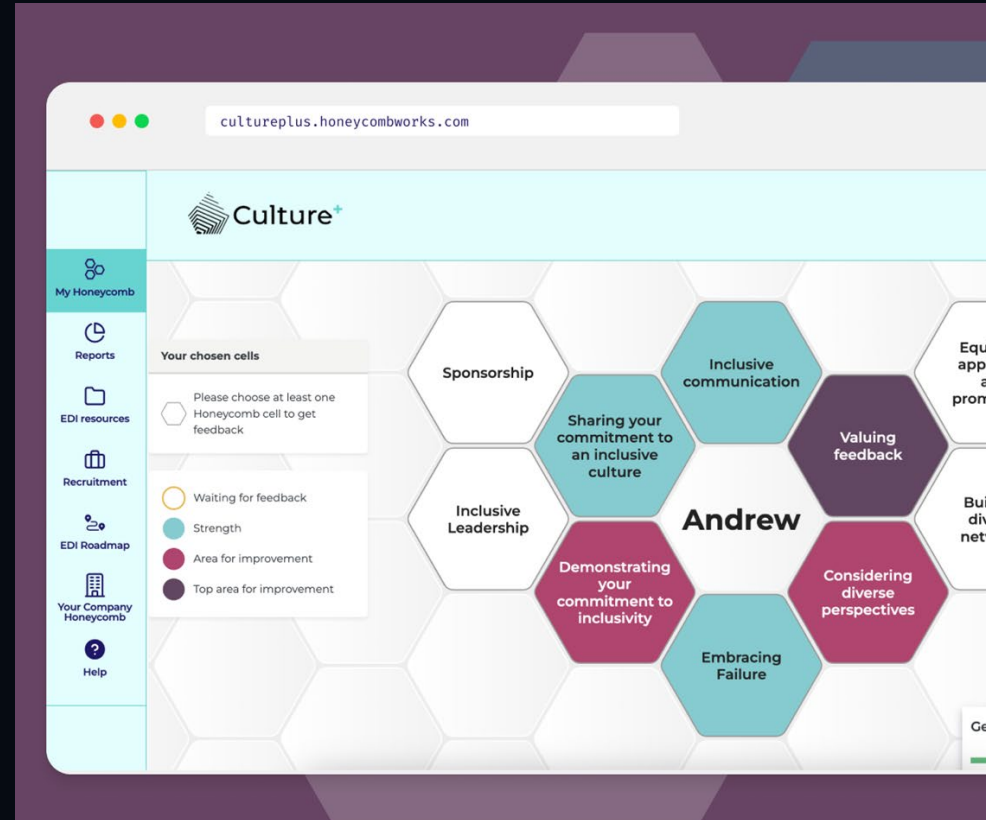 cultureplus.honeycombworks.com
Culture+
My Honeycomb
Reports
EDI resources
Recruitment
EDI Roadmap
Your Company
Honeycomb
Help
Your chosen cells
Please choose at least one
Honeycomb cell to get
feedback
Waiting for feedback
Strength
Area for improvement
Top area for improvement
Sponsorship
Inclusive
Leadership
Sharing your
commitment to
an inclusive
culture
Demonstrating
your
commitment to
inclusivity
Inclusive
communication
Andrew
Embracing
Failure
Valuing
feedback
Considering
diverse
perspectives